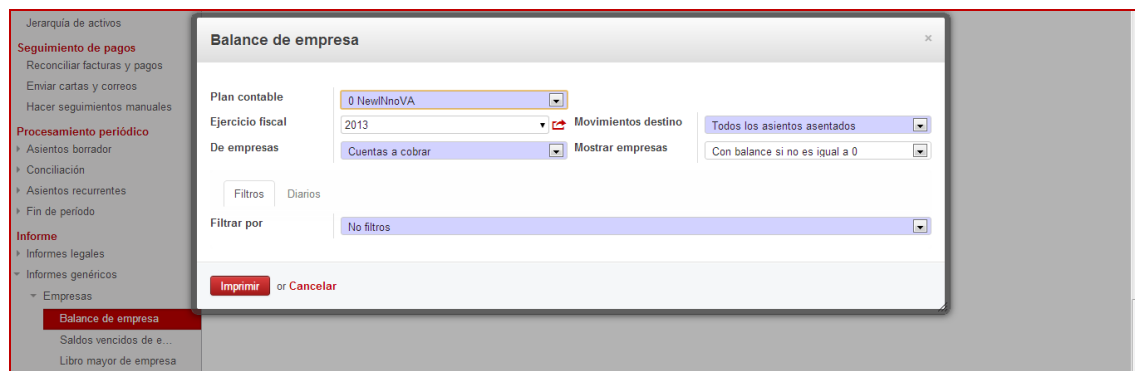 Jerarquía de activos
Seguimiento de pagos
Reconciliar facturas y pagos
Enviar cartas y correos
Hacer seguimientos manuales
Procesamiento periódico
Asientos borrador
Conciliación
Asientos recurrentes
Fin de período
Informe
Informes legales
Informes genéricos
Empresas
Balance de empresa
Saldos vencidos de e...
Libro mayor de empresa
Balance de empresa ×
Plan contable 0 NewINnoVA
Ejercicio fiscal 2013 Movimientos destino Todos los asientos asentados
De empresas Cuentas a cobrar Mostrar empresas Con balance si no es igual a 0
Filtros Diarios
Filtrar por No filtros
Imprimir or Cancelar